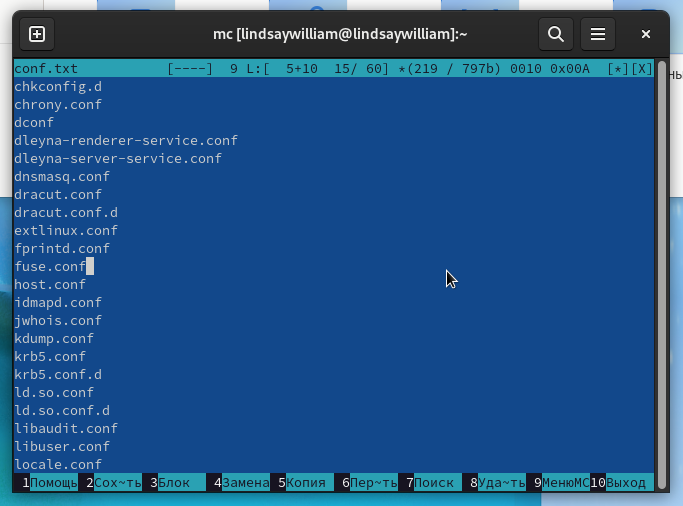 mc [lindsaywilliam@lindsaywilliam]:~
conf.txt [----] 9 L:[ 5+10 15/ 60] *(219 / 797b) 0010 0x00A [*][X]
chkconfig.d
chrony.conf
dconf
dleyna-renderer-service.conf
dleyna-server-service.conf
dnsmasq.conf
dracut.conf
dracut.conf.d
extlinux.conf
fprintd.conf
fuse.conf
host.conf
idmapd.conf
jwhois.conf
kdump.conf
krb5.conf
krb5.conf.d
ld.so.conf
ld.so.conf.d
libaudit.conf
libuser.conf
locale.conf
1Помощь 2Сох~ть 3Блок 4Замена 5Копия 6Пер~ть 7Поиск 8Уда~ть 9МенюMC 10Выход